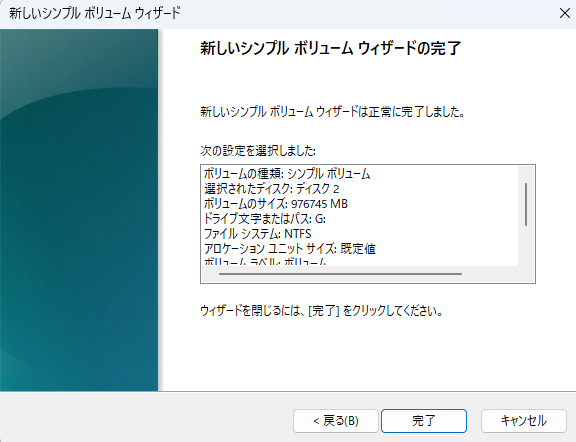 新しいシンプル ボリューム ウィザード
新しいシンプル ボリューム ウィザードの完了
新しいシンプル ボリューム ウィザードは正常に完了しました。
次の設定を選択しました:
ボリュームの種類: シンプル ボリューム
選択されたディスク: ディスク 2
ボリュームのサイズ: 976745 MB
ドライブ文字またはパス: G:
ファイル システム: NTFS
アロケーション ユニット サイズ: 既定値
ボリューム ラベル: ボリューム
ウィザードを閉じるには、[完了] をクリックしてください。
< 戻る(B)
完了
キャンセル